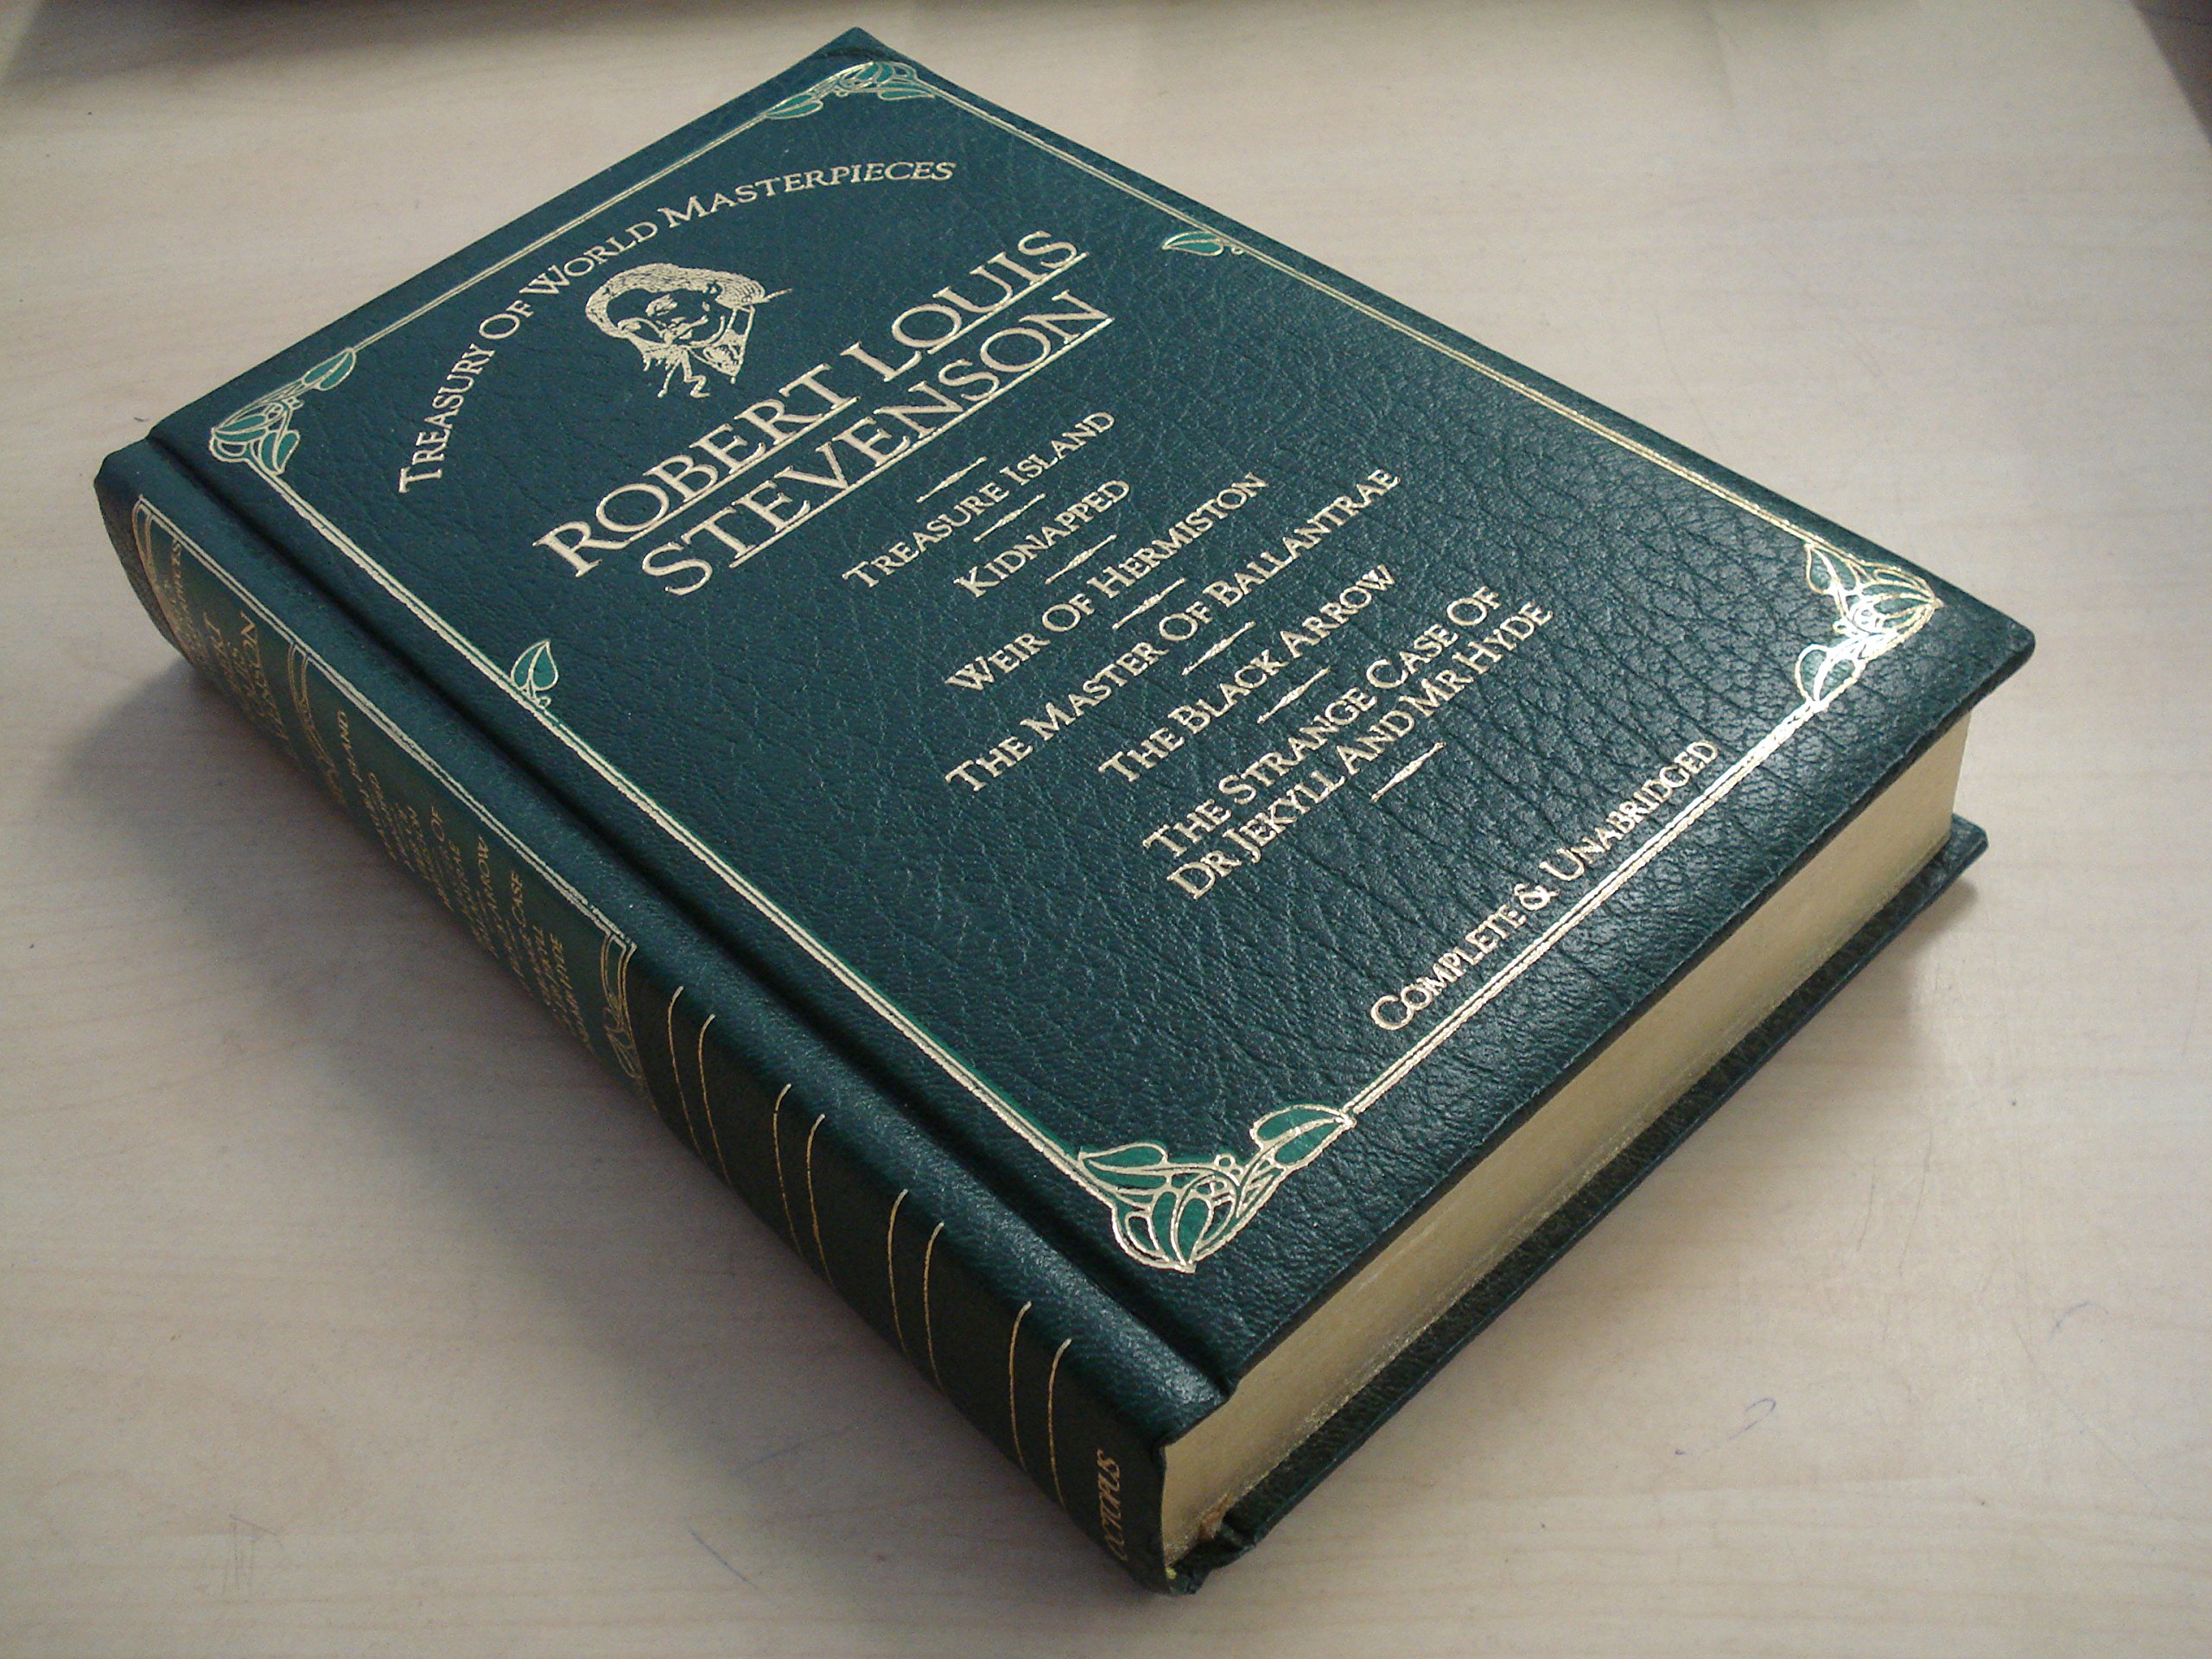 Treasury Of World Masterpieces
ROBERT LOUIS
STEVENSON
Treasure Island
Kidnapped
Weir Of Hermiston
The Master Of Ballantrae
The Black Arrow
The Strange Case Of
Dr Jekyll And Mr Hyde
Complete & Unabridged
OCTOPUS